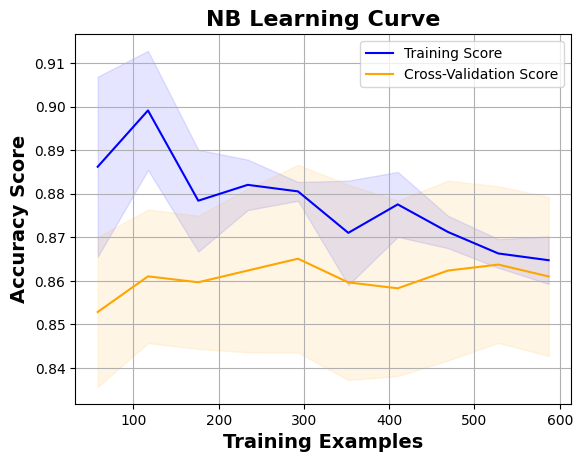 NB Learning Curve
Training Score
Cross-Validation Score
Accuracy Score
0.91
0.90
0.89
0.88
0.87
0.86
0.85
0.84
100 200 300 400 500 600
Training Examples